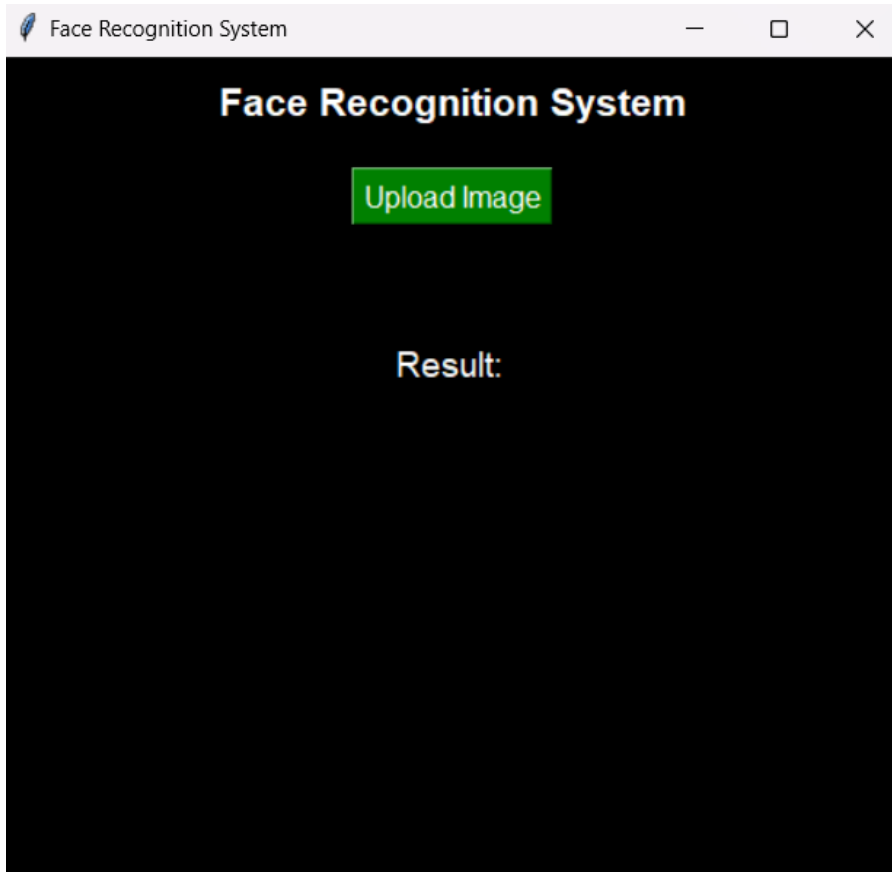 Face Recognition System
Face Recognition System
Upload Image
Result: